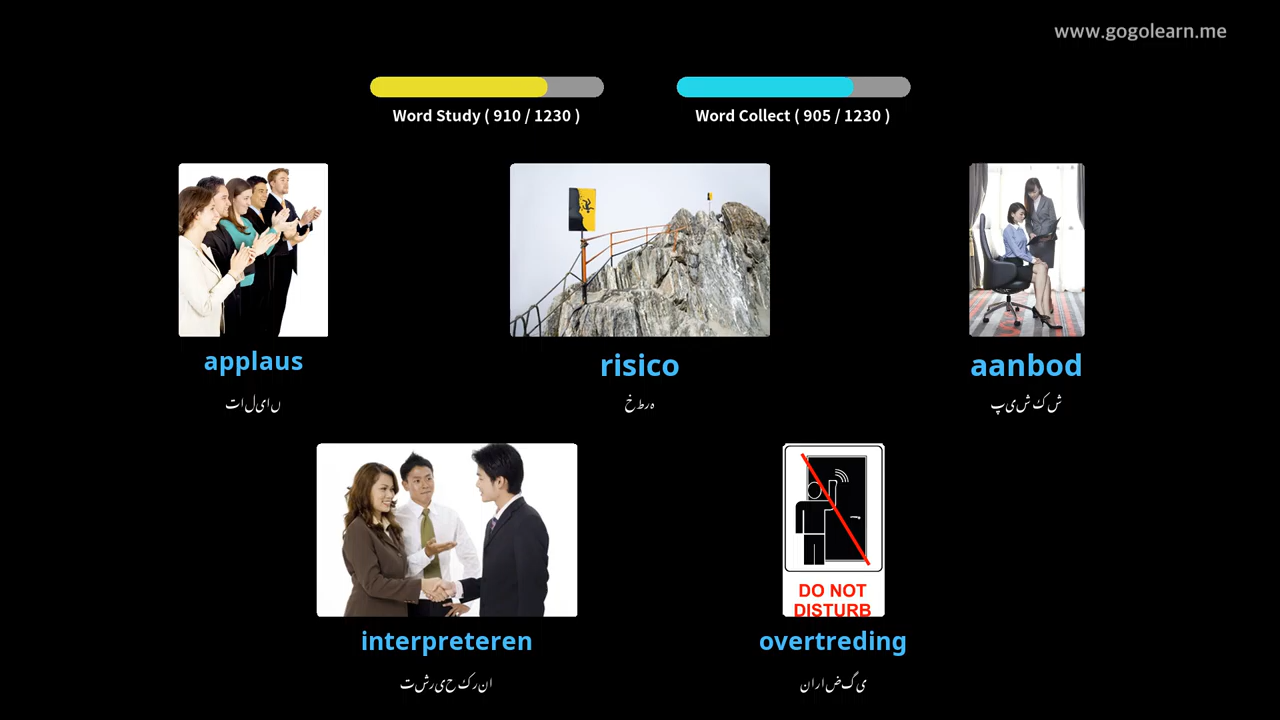 www.gogolearn.me
Word Study ( 910 / 1230 )
Word Collect ( 905 / 1230 )
applaus
risico
aanbod
تالیاں
خطرہ
پیشکش
DO NOT
DISTURB
interpreteren
overtreding
تشریح کرنا
ناراضگی